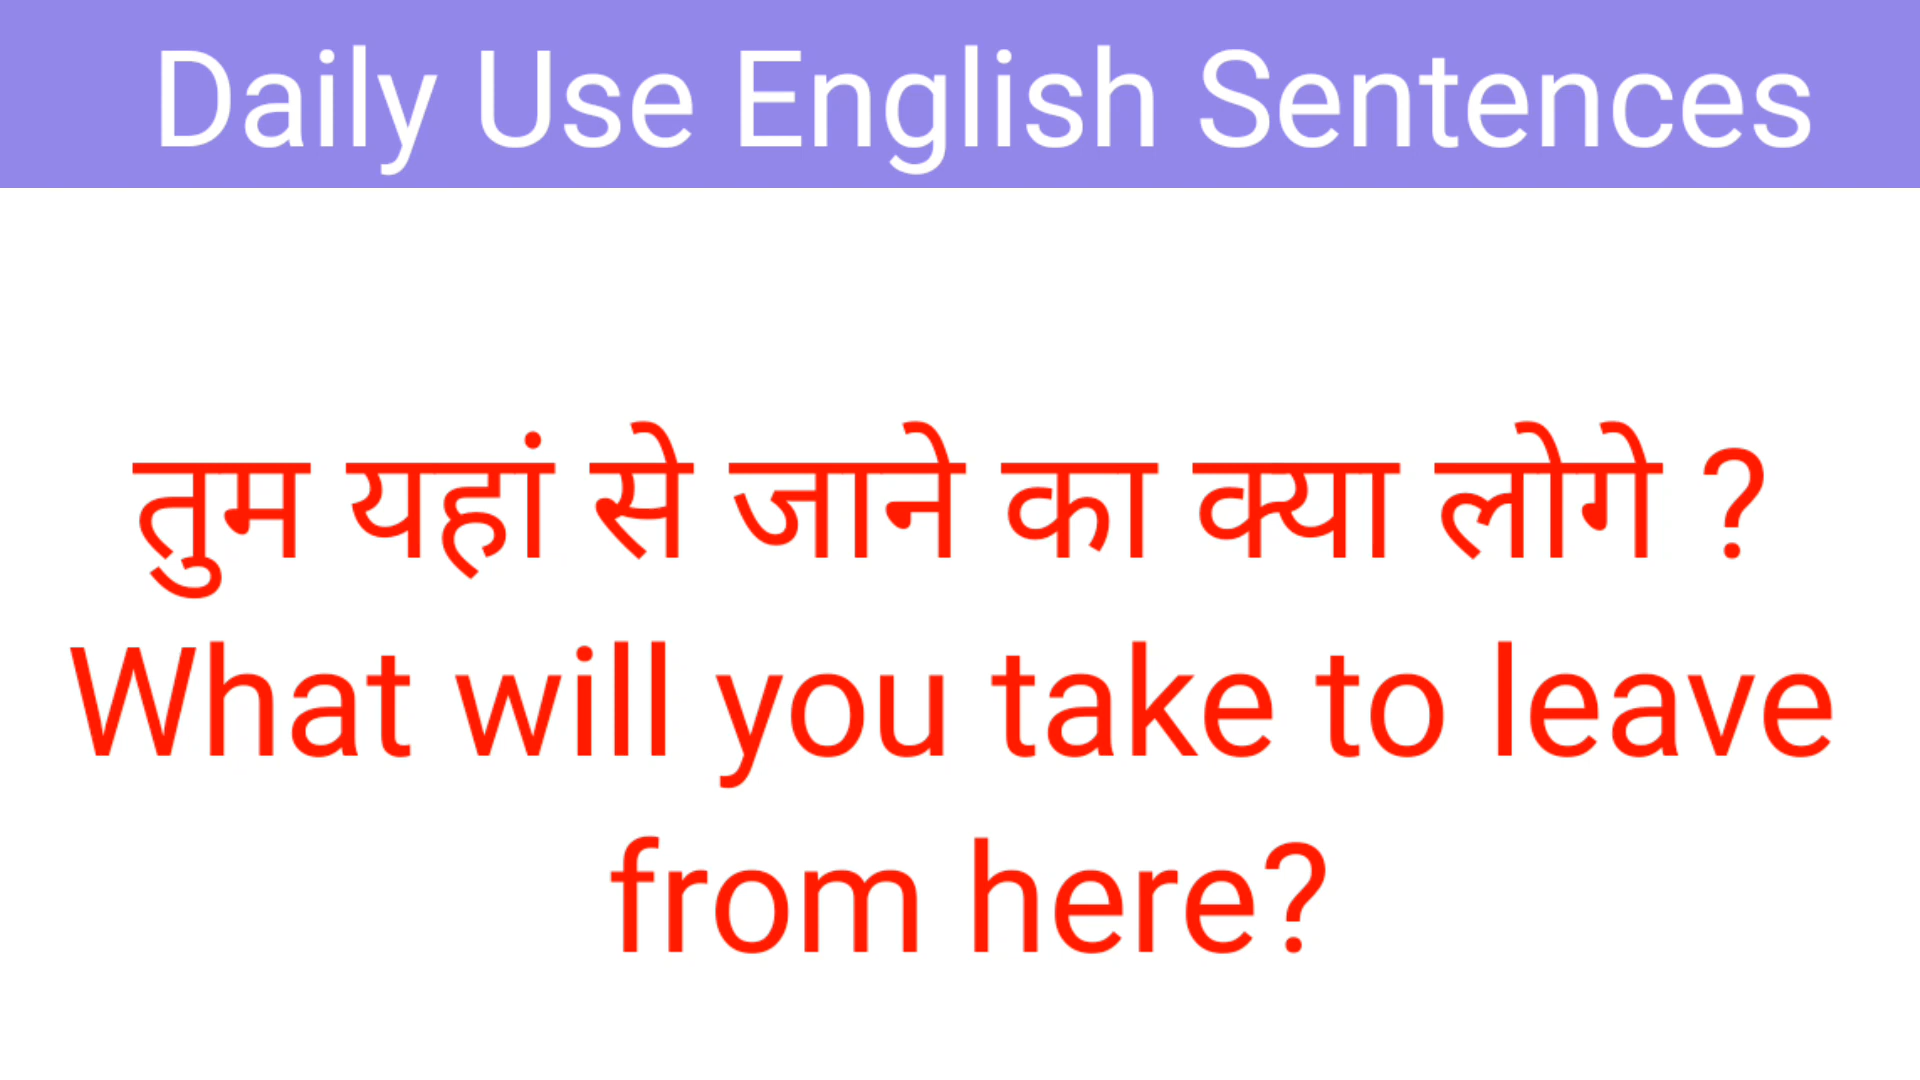 Daily Use English Sentences
तुम यहां से जाने का क्या लोगे ?
What will you take to leave
from here?